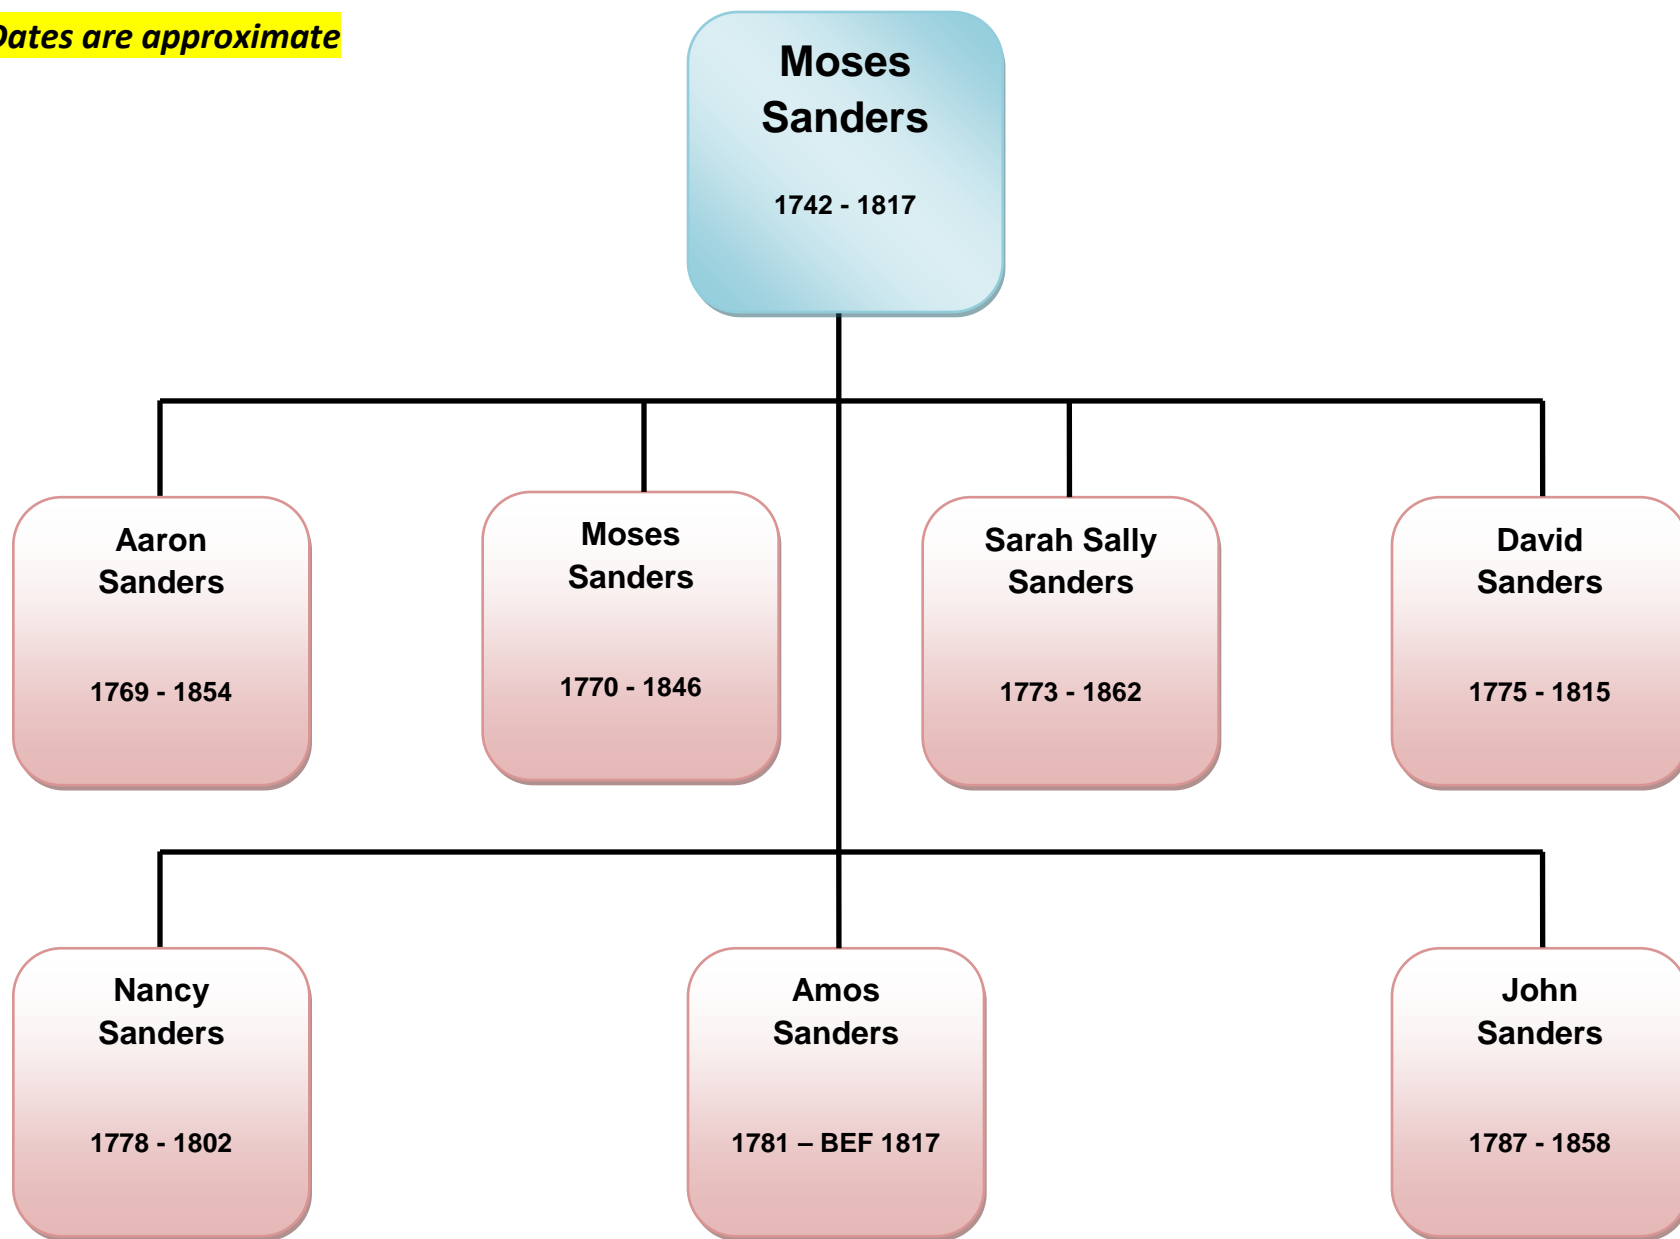 Dates are approximate
Moses
Sanders
1742 - 1817
Aaron
Sanders
1769 - 1854
Moses
Sanders
1770 - 1846
Sarah Sally
Sanders
1773 - 1862
David
Sanders
1775 - 1815
Nancy
Sanders
1778 - 1802
Amos
Sanders
1781 – BEF 1817
John
Sanders
1787 - 1858